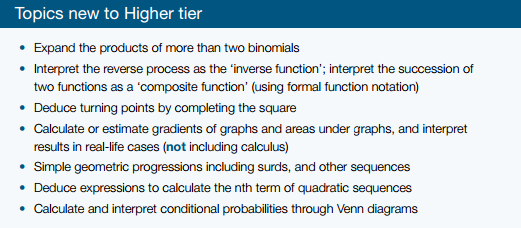 Topics new to Higher tier
• Expand the products of more than two binomials
• Interpret the reverse process as the ‘inverse function’; interpret the succession of
two functions as a ‘composite function’ (using formal function notation)
• Deduce turning points by completing the square
• Calculate or estimate gradients of graphs and areas under graphs, and interpret
results in real-life cases (not including calculus)
• Simple geometric progressions including surds, and other sequences
• Deduce expressions to calculate the nth term of quadratic sequences
• Calculate and interpret conditional probabilities through Venn diagrams